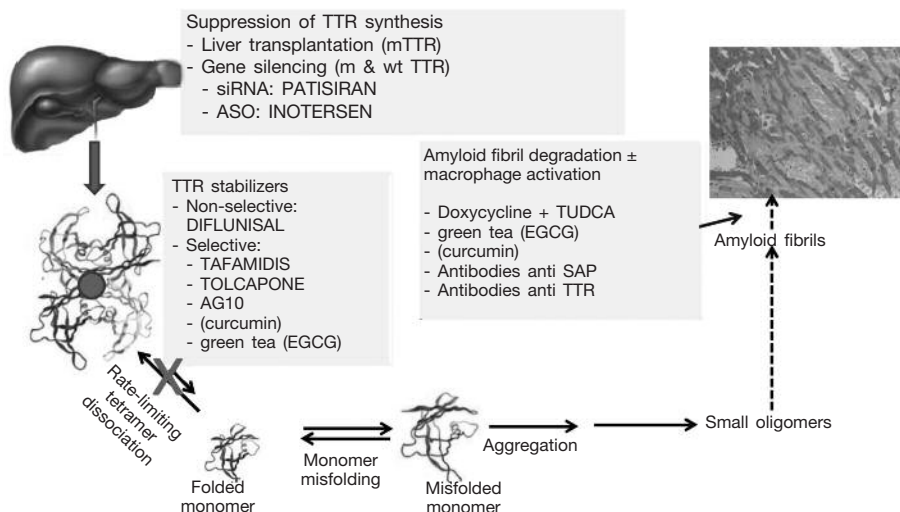 Suppression of TTR synthesis
- Liver transplantation (mTTR)
- Gene silencing (m & wt TTR)
- siRNA: PATISIRAN
- ASO: INOTERSEN
TTR stabilizers
- Non-selective:
DIFLUNISAL
- Selective:
- TAFAMIDIS
- TOLCAPONE
- AG10
- (curcumin)
- green tea (EGCG)
Amyloid fibril degradation ±
macrophage activation
- Doxycycline + TUDCA
- green tea (EGCG)
- (curcumin)
- Antibodies anti SAP
- Antibodies anti TTR
Amyloid fibrils
Rate-limiting
tetramer
dissociation
Folded
monomer
Monomer
misfolding
Misfolded
monomer
Aggregation
Small oligomers